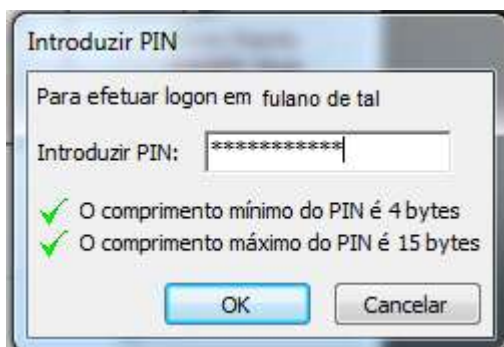 Introduzir PIN
Para efetuar logon em fulano de tal
Introduzir PIN: ***********
O comprimento mínimo do PIN é 4 bytes
O comprimento máximo do PIN é 15 bytes
OK Cancelar